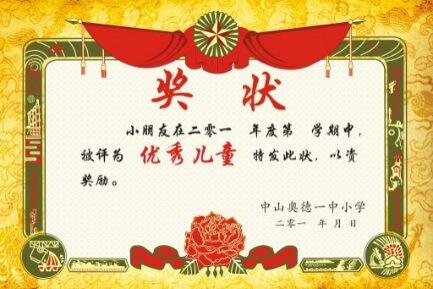 奖 状
小朋友在二零一 年度第 学期中，
被评为 优秀儿童 特发此状，以资
奖励。
中山奥德一中小学
二零一 年 月 日